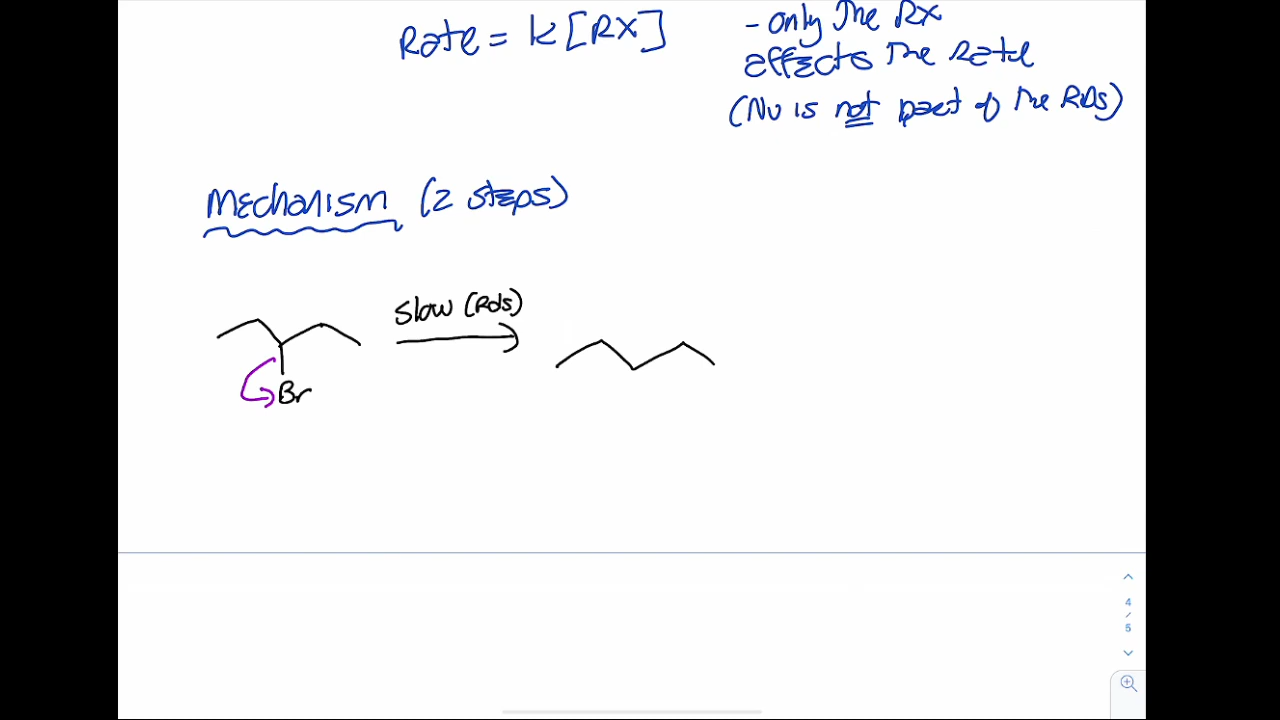 Rate = k [RX]
- only the RX
affects the Rate
(Nu is not part of the RDS)
Mechanism (2 steps)
Slow (Rds)
Br
4
/
5